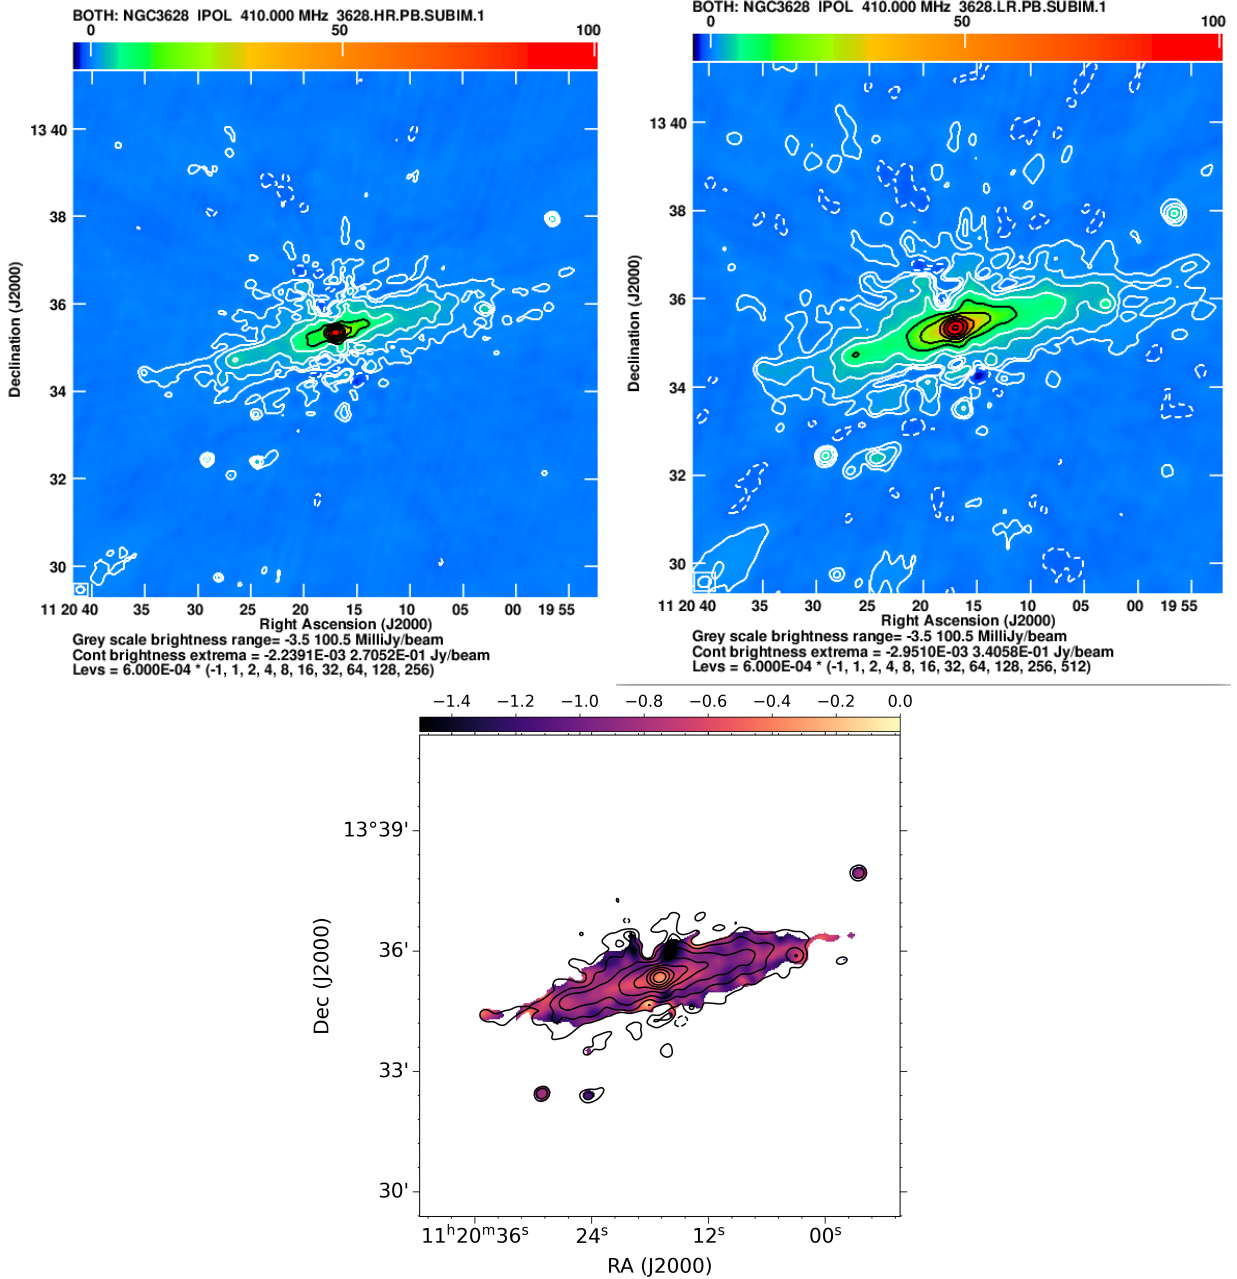 BOTH: NGC3628 IPOL 410.000 MHz 3628.HR.PB.SUBIM.1
0 50 100
Declination (J2000)
13 40
38
36
34
32
30
11 20 40 35 30 25 20 15 10 05 00 19 55
Right Ascension (J2000)
Grey scale brightness range= -3.5 100.5 MilliJy/beam
Cont brightness extrema = -2.2391E-03 2.7052E-01 Jy/beam
Levs = 6.000E-04 * (-1, 1, 2, 4, 8, 16, 32, 64, 128, 256)
BOTH: NGC3628 IPOL 410.000 MHz 3628.LR.PB.SUBIM.1
0 50 100
Declination (J2000)
13 40
38
36
34
32
30
11 20 40 35 30 25 20 15 10 05 00 19 55
Right Ascension (J2000)
Grey scale brightness range= -3.5 100.5 MilliJy/beam
Cont brightness extrema = -2.9510E-03 3.4058E-01 Jy/beam
Levs = 6.000E-04 * (-1, 1, 2, 4, 8, 16, 32, 64, 128, 256, 512)
−1.4 −1.2 −1.0 −0.8 −0.6 −0.4 −0.2 0.0
Dec (J2000)
13°39'
36'
33'
30'
11ʰ20ᵐ36ˢ 24ˢ 12ˢ 00ˢ
RA (J2000)